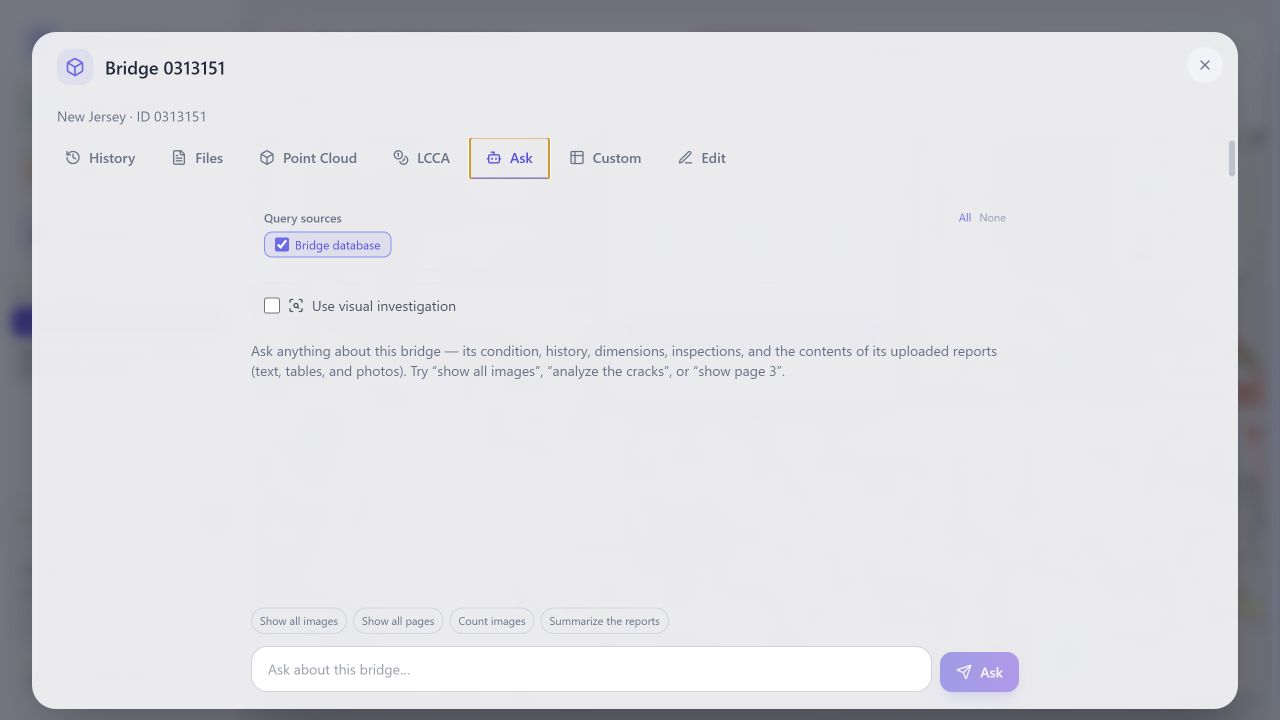 Bridge 0313151
New Jersey · ID 0313151
History Files Point Cloud LCCA Ask Custom Edit
Query sources All None
Bridge database
Use visual investigation
Ask anything about this bridge — its condition, history, dimensions, inspections, and the contents of its uploaded reports
(text, tables, and photos). Try “show all images”, “analyze the cracks”, or “show page 3”.
Show all images Show all pages Count images Summarize the reports
Ask about this bridge... Ask